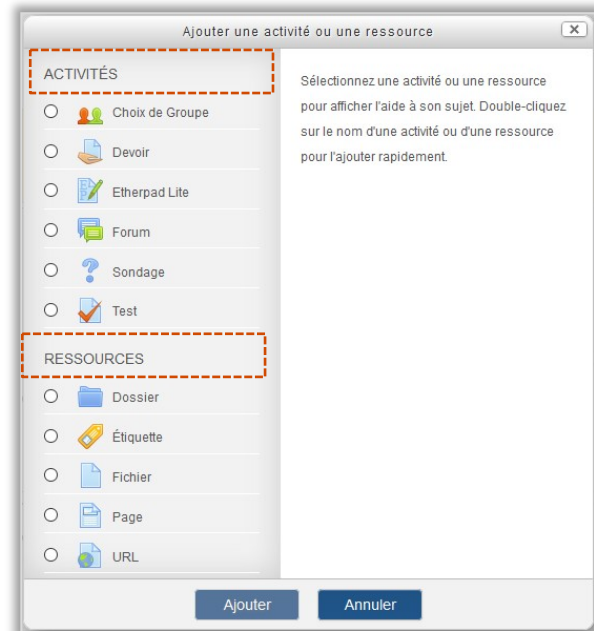 Ajouter une activité ou une ressource
ACTIVITÉS
Choix de Groupe
Devoir
Etherpad Lite
Forum
Sondage
Test
RESSOURCES
Dossier
Étiquette
Fichier
Page
URL
Sélectionnez une activité ou une ressource
pour afficher l'aide à son sujet. Double-cliquez
sur le nom d'une activité ou d'une ressource
pour l'ajouter rapidement.
Ajouter
Annuler